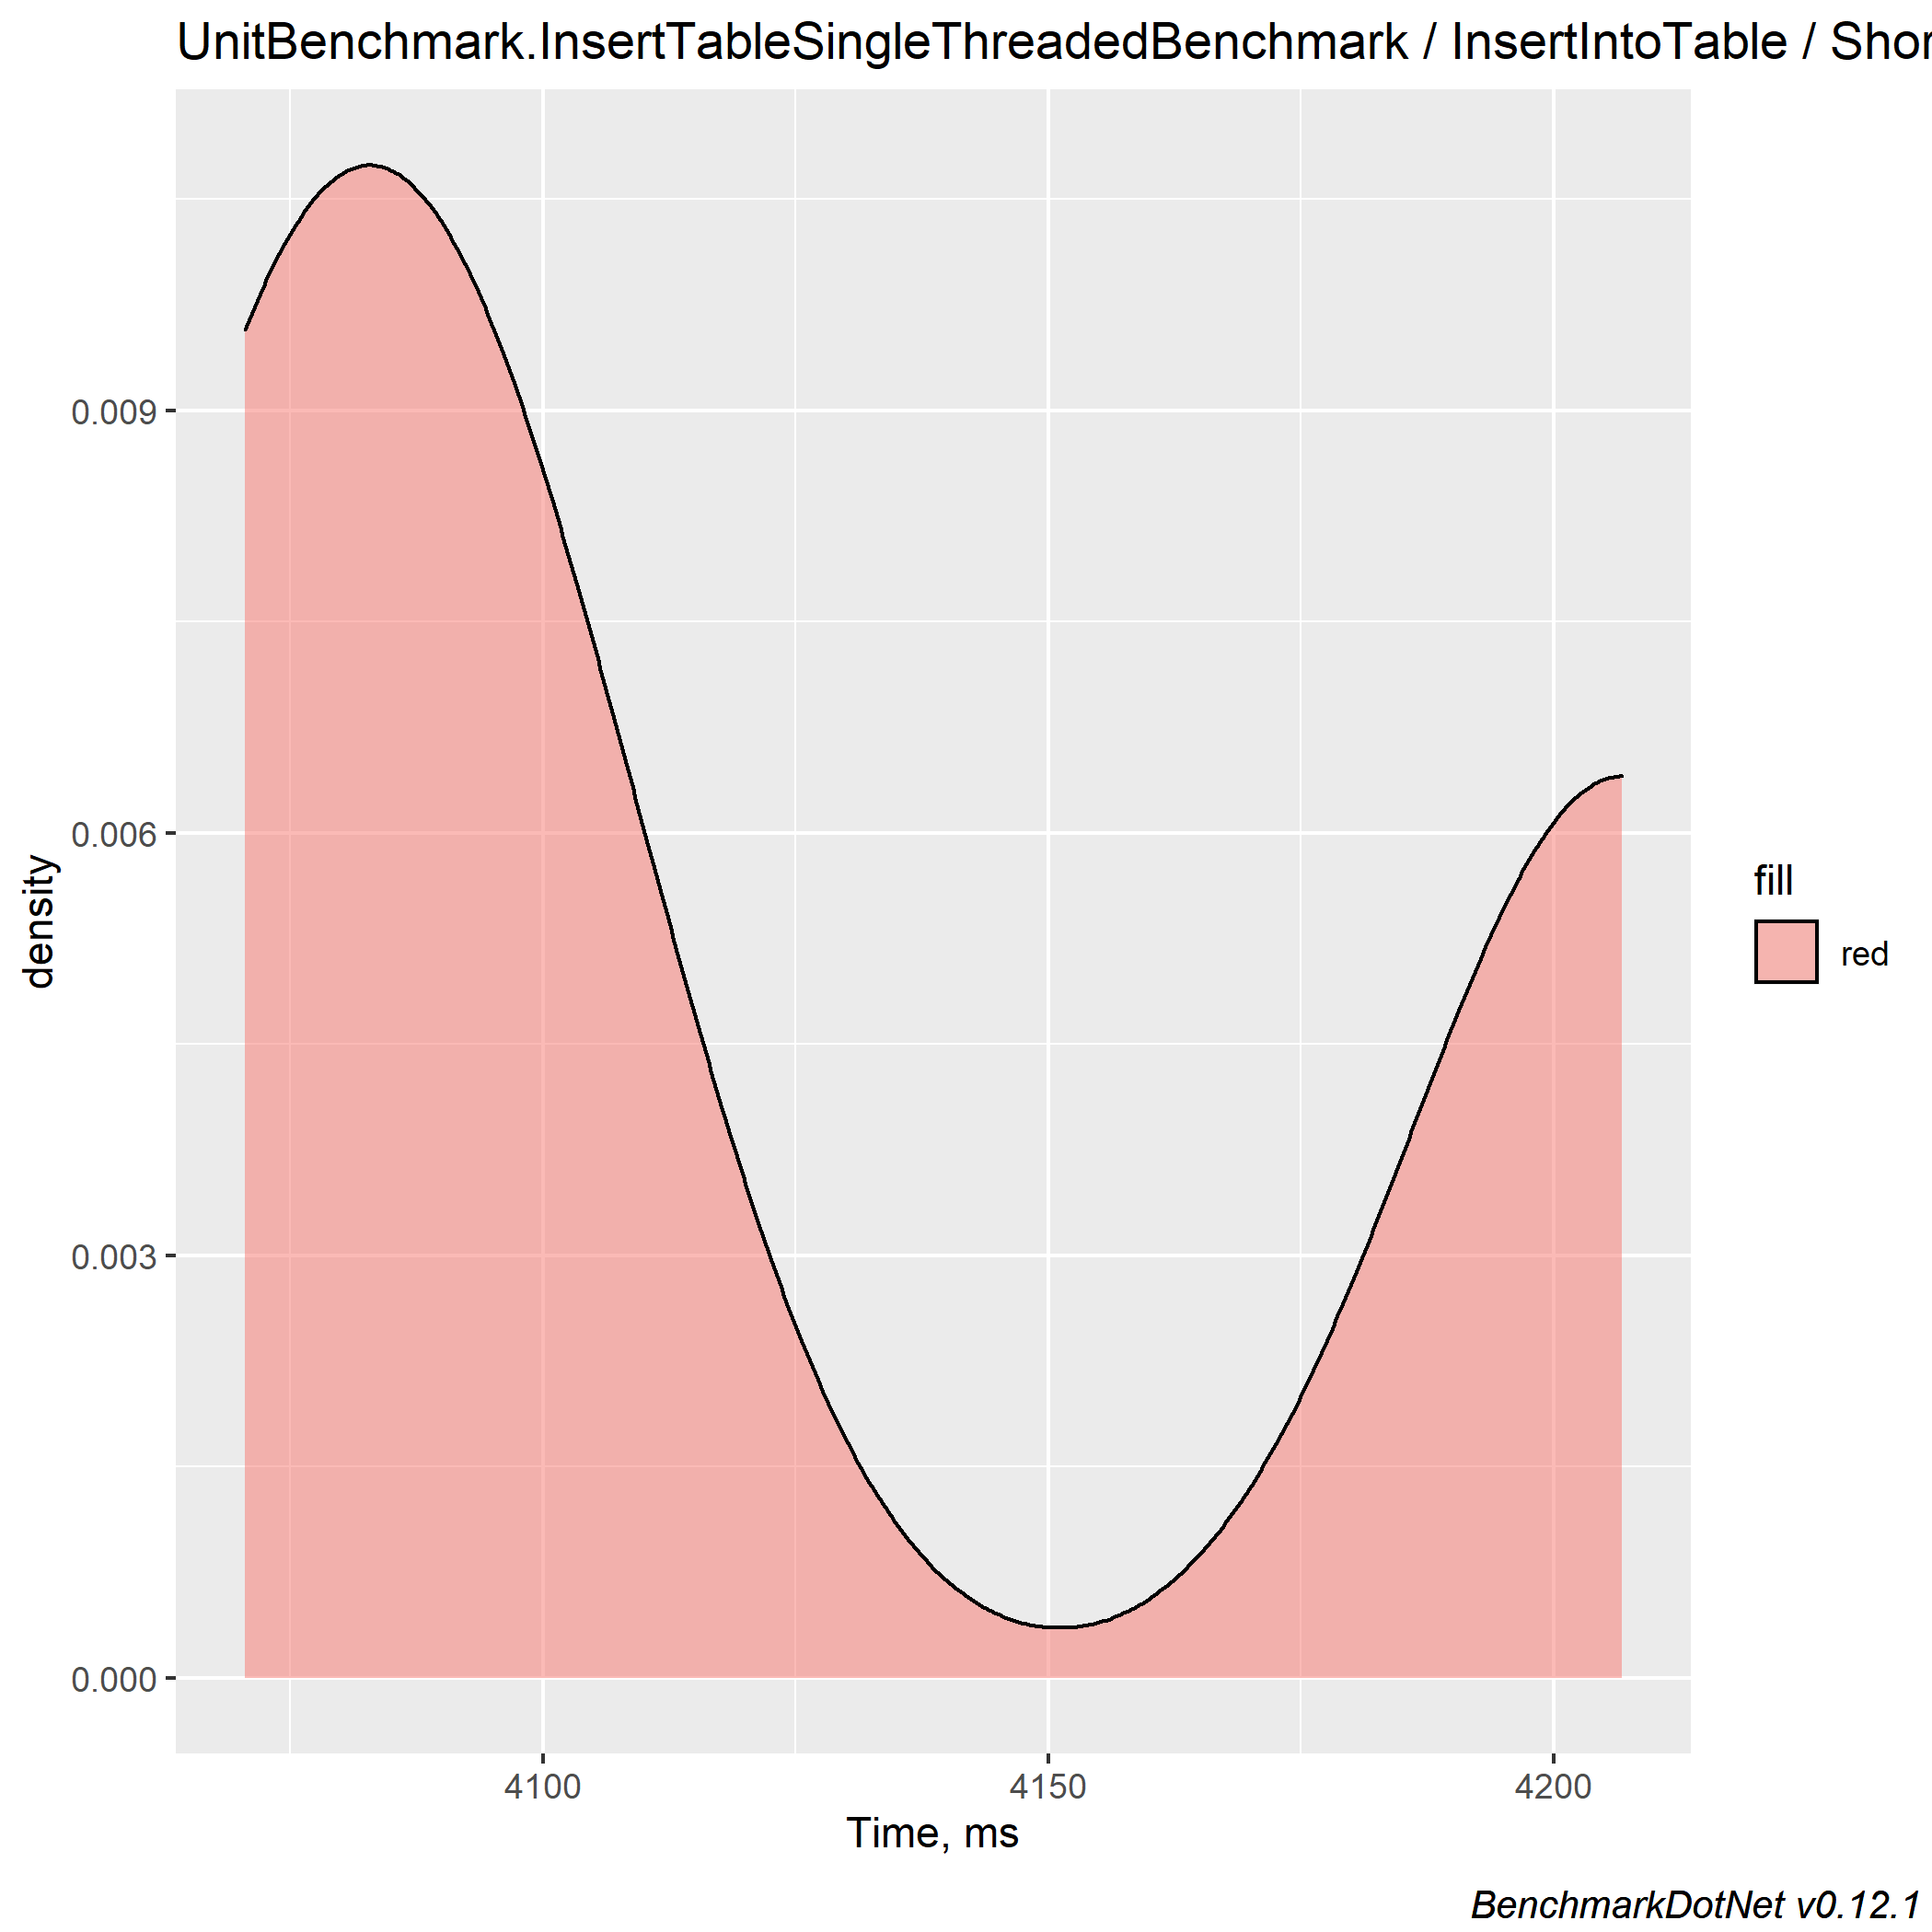 UnitBenchmark.InsertTableSingleThreadedBenchmark / InsertIntoTable / Shor
0.009
0.006
0.003
0.000
density
4100 4150 4200
Time, ms
fill
red
BenchmarkDotNet v0.12.1